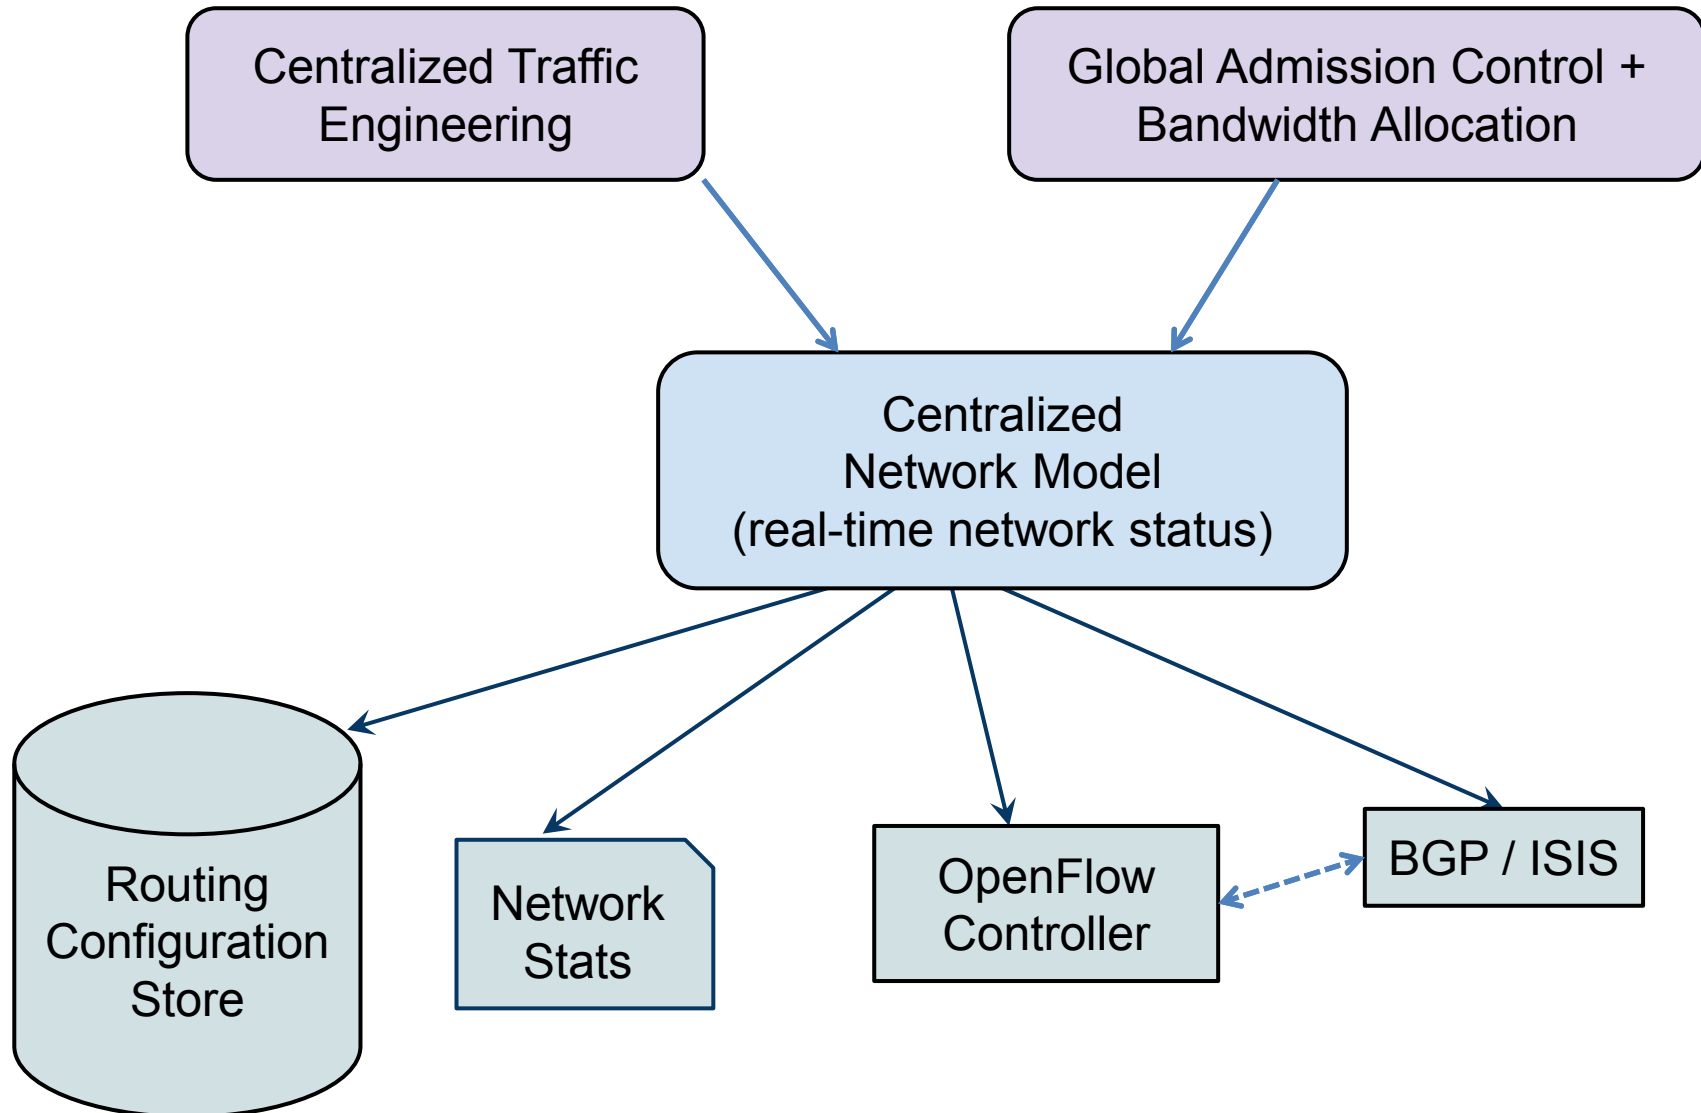 Centralized Traffic
Engineering
Global Admission Control +
Bandwidth Allocation
Centralized
Network Model
(real-time network status)
Routing
Configuration
Store
Network
Stats
OpenFlow
Controller
BGP / ISIS